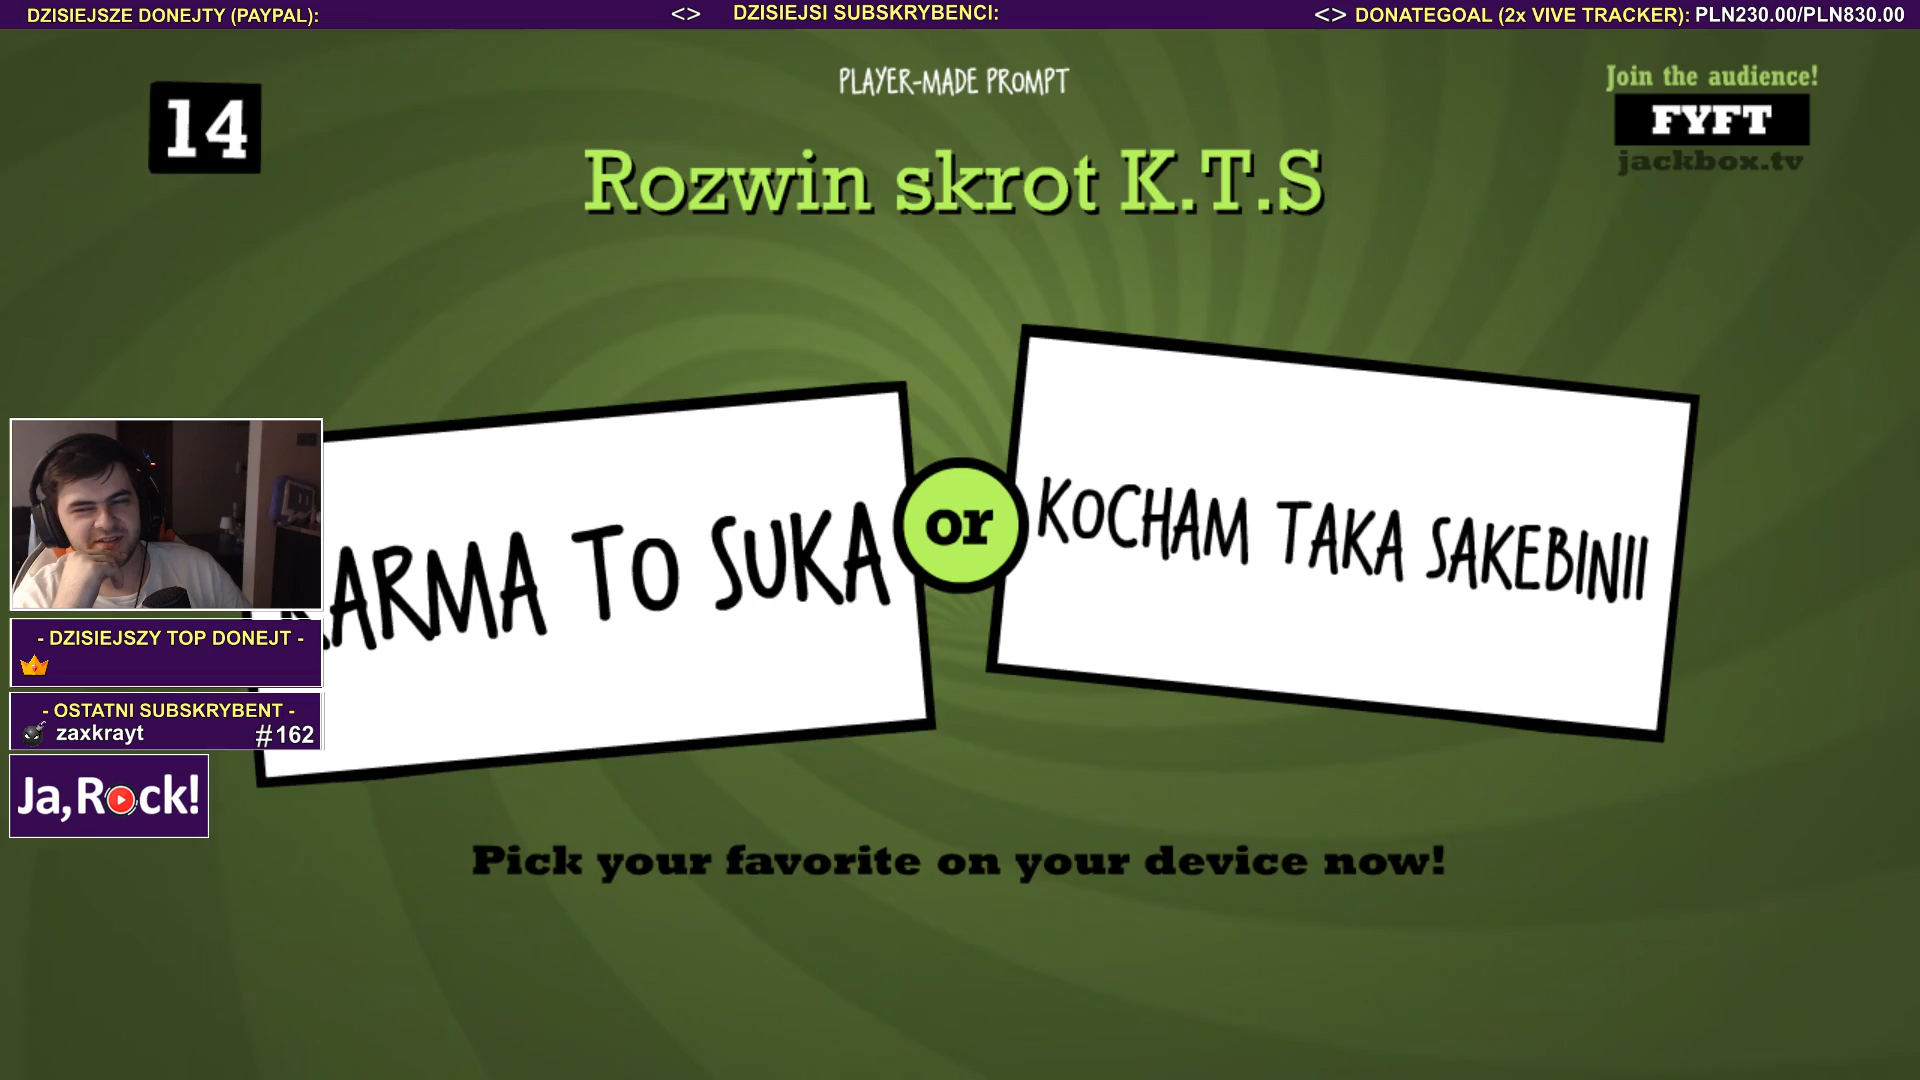 DZISIEJSZE DONEJTY (PAYPAL): <> DZISIEJSI SUBSKRYBENCI: <> DONATEGOAL (2x VIVE TRACKER): PLN230.00/PLN830.00
14
PLAYER-MADE PROMPT
Rozwin skrot K.T.S
Join the audience!
FYFT
jackbox.tv
KARMA TO SUKA
or
KOCHAM TAKA SAKEBINII
- DZISIEJSZY TOP DONEJT -
- OSTATNI SUBSKRYBENT -
zaxkrayt #162
Ja,Rock!
Pick your favorite on your device now!